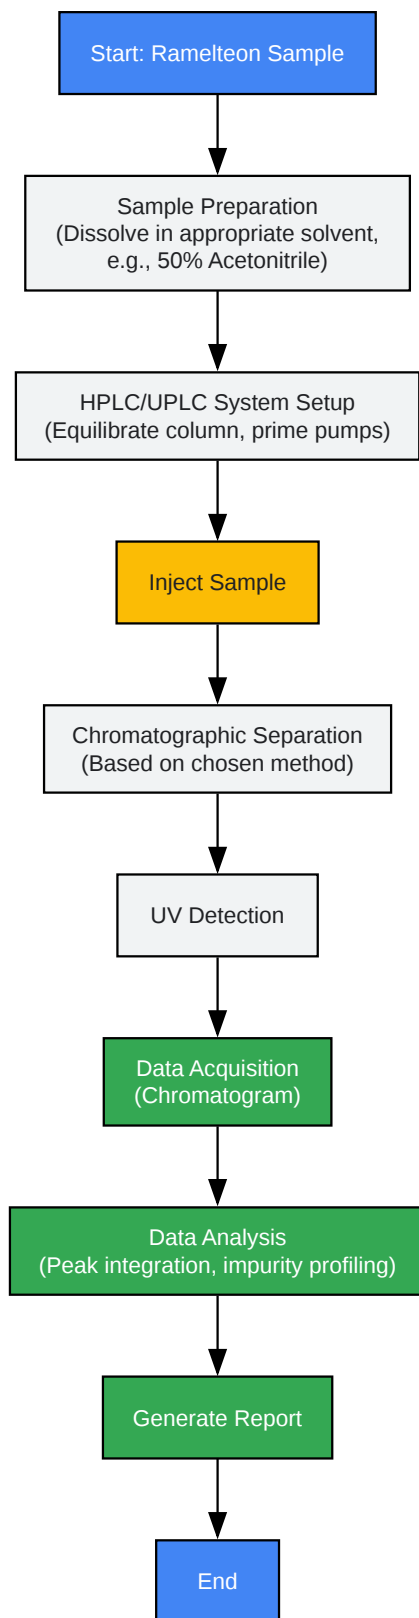 Start: Ramelteon Sample
Sample Preparation
(Dissolve in appropriate solvent,
e.g., 50% Acetonitrile)
HPLC/UPLC System Setup
(Equilibrate column, prime pumps)
Inject Sample
Chromatographic Separation
(Based on chosen method)
UV Detection
Data Acquisition
(Chromatogram)
Data Analysis
(Peak integration, impurity profiling)
Generate Report
End